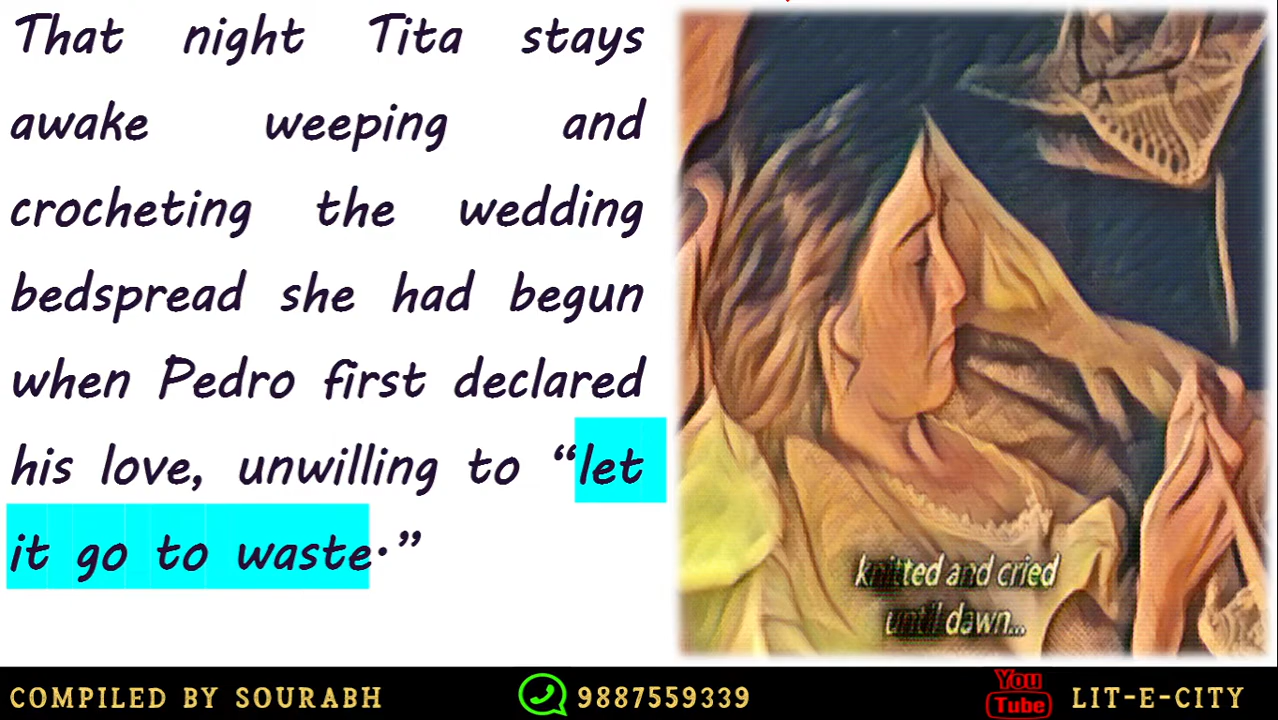 That night Tita stays
awake weeping and
crocheting the wedding
bedspread she had begun
when Pedro first declared
his love, unwilling to “let
it go to waste.”
knitted and cried
until dawn...
COMPILED BY SOURABH 9887559339 You Tube LIT-E-CITY